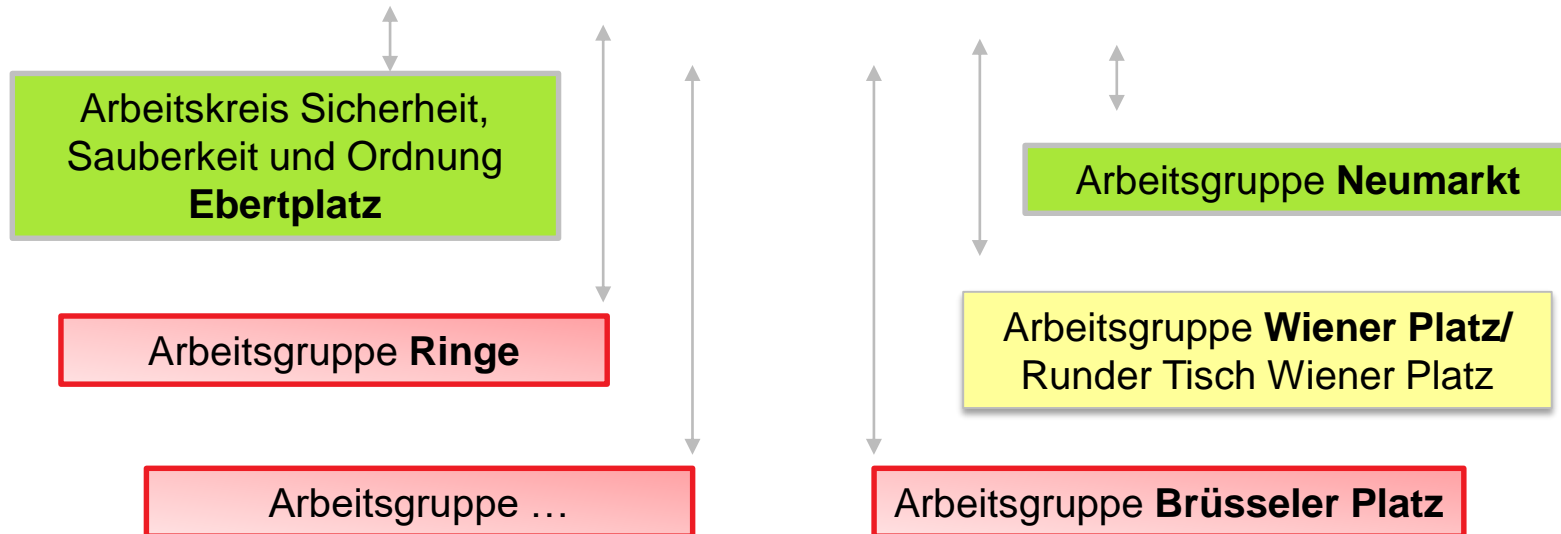 Arbeitskreis Sicherheit,
Sauberkeit und Ordnung
Ebertplatz
Arbeitsgruppe Neumarkt
Arbeitsgruppe Ringe
Arbeitsgruppe Wiener Platz/
Runder Tisch Wiener Platz
Arbeitsgruppe …
Arbeitsgruppe Brüsseler Platz